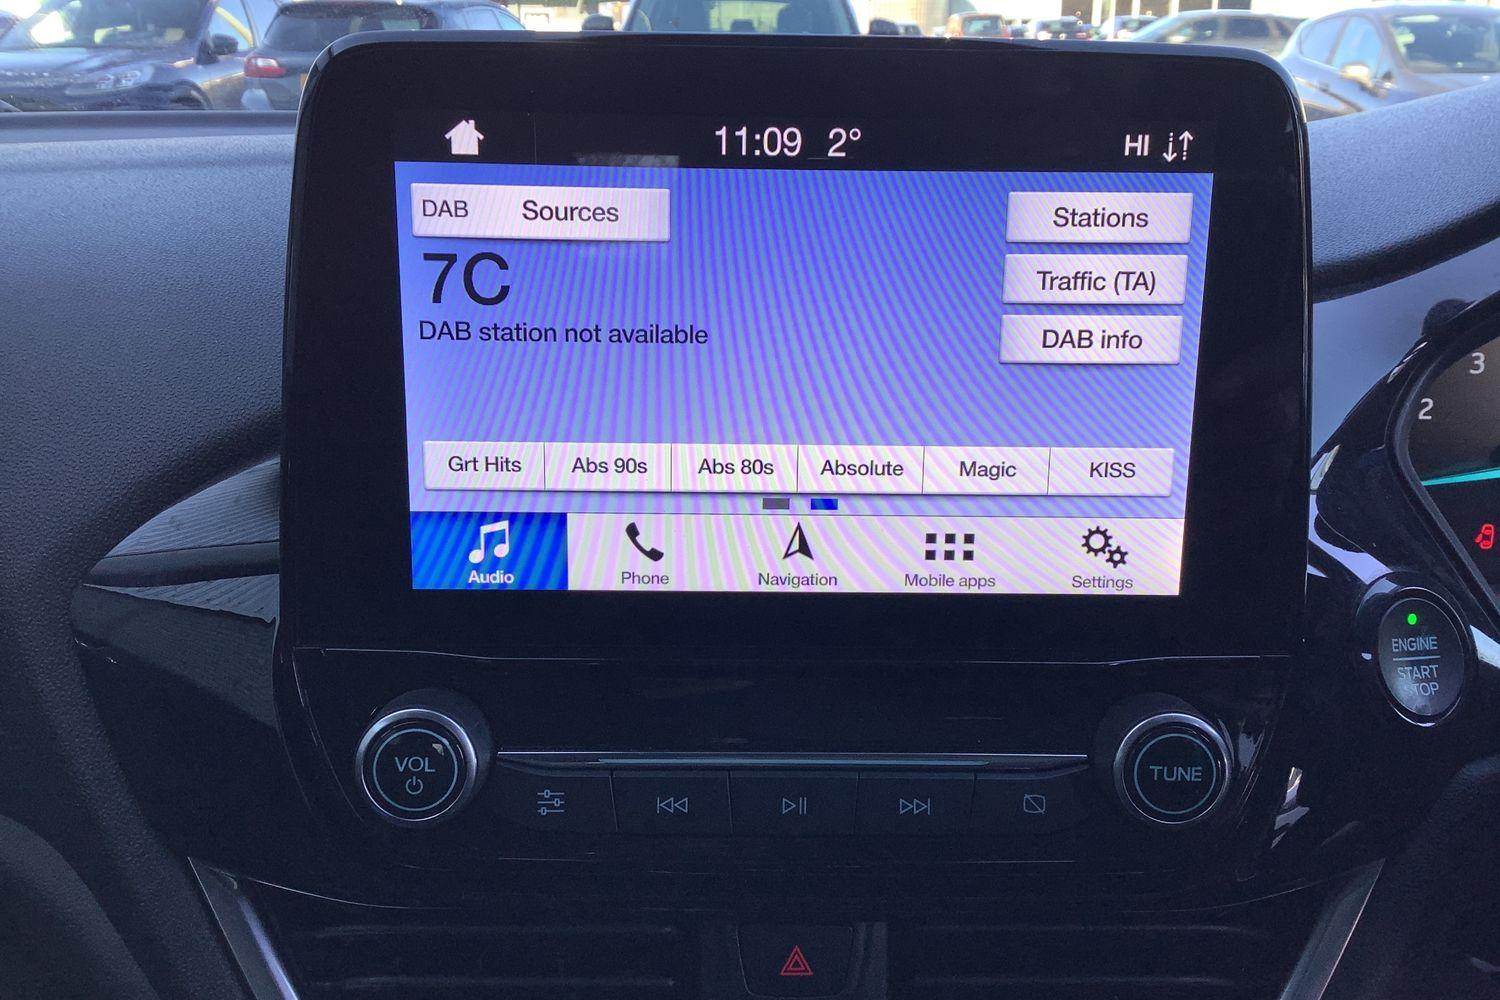 11:09 2° HI
DAB Sources
Stations
7C
Traffic (TA)
DAB station not available
DAB info
Grt Hits Abs 90s Abs 80s Absolute Magic KISS
Audio Phone Navigation Mobile apps Settings
3
2
ENGINE
START
STOP
VOL
TUNE